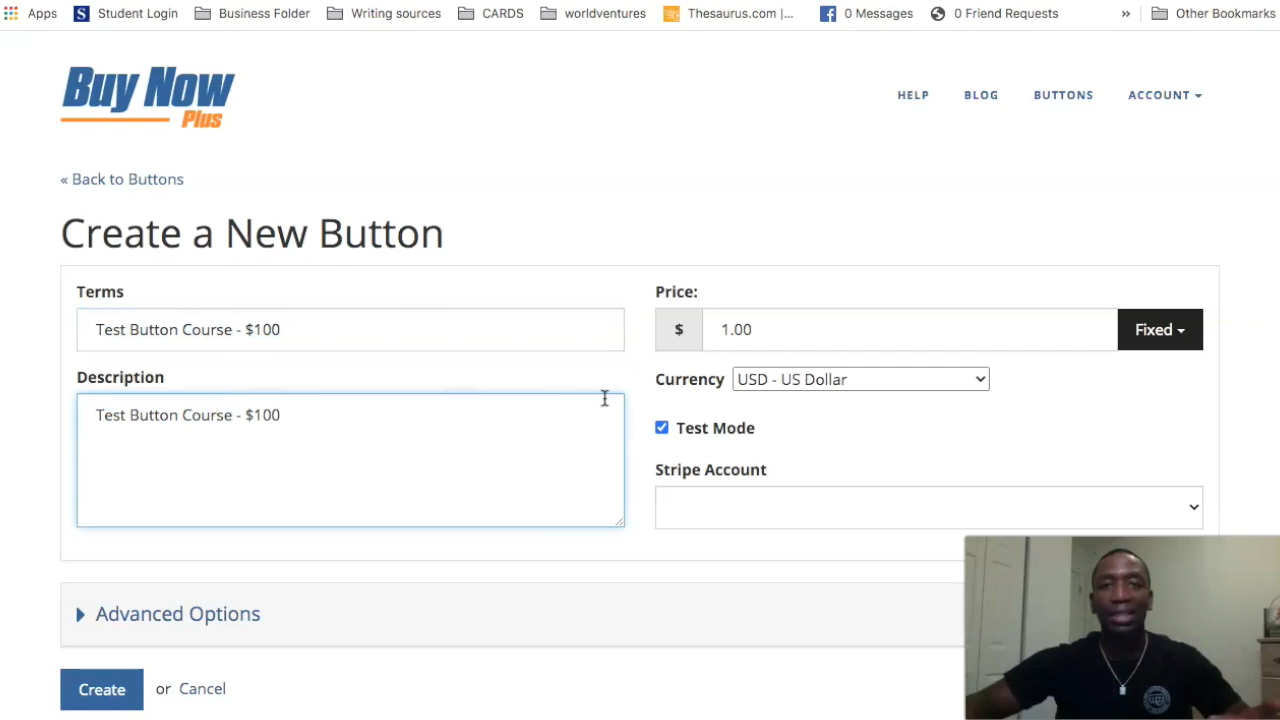 Apps Student Login Business Folder Writing sources CARDS worldventures Thesaurus.com |... 0 Messages 0 Friend Requests » Other Bookmarks
Buy Now
Plus
HELP BLOG BUTTONS ACCOUNT
« Back to Buttons
Create a New Button
Terms
Test Button Course - $100
Price:
$ 1.00 Fixed
Description
Test Button Course - $100
Currency USD - US Dollar
Test Mode
Stripe Account
Advanced Options
Create or Cancel